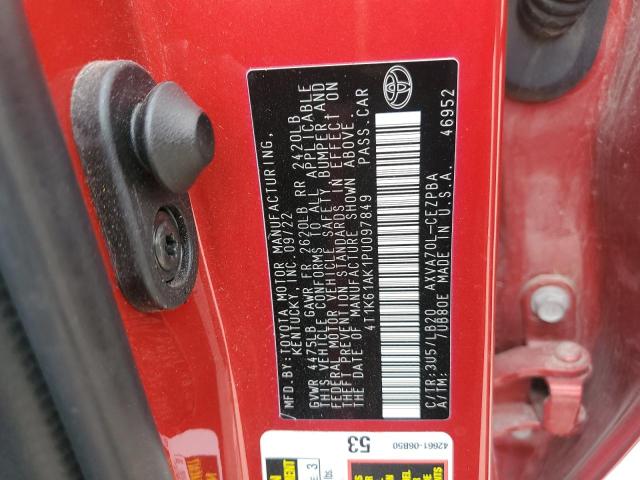 MFD.BY:TOYOTA MOTOR MANUFACTURING,
KENTUCKY, INC. 09/22
GVWR 4475LB GAWR FR 2620LB RR 2420LB
THIS VEHICLE CONFORMS TO ALL APPLICABLE
FEDERAL MOTOR VEHICLE SAFETY, BUMPER AND
THEFT PREVENTION STANDARDS IN EFFECT ON
THE DATE OF MANUFACTURE SHOWN ABOVE.
4T1K61AK1P0097849 PASS.CAR
C/TR:3U5/LB20 AXVA70L-CEZPBA
A/TM: 7UB80E MADE IN U.S.A. 46952
42661-06B50
53